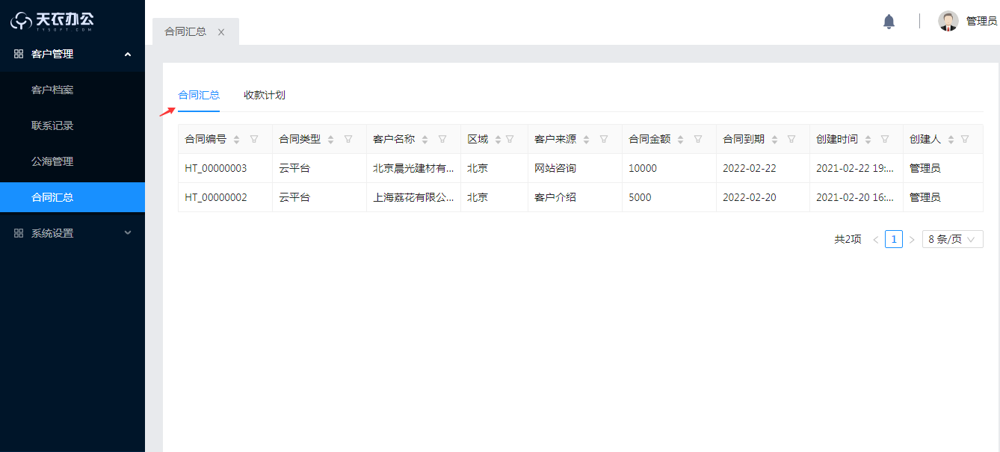 天衣办公
TYSOFT.COM
客户管理
客户档案
联系记录
公海管理
合同汇总
系统设置
合同汇总
管理员
合同汇总 收款计划
合同编号 合同类型 客户名称 区域 客户来源 合同金额 合同到期 创建时间 创建人
HT_00000003 云平台 北京晨光建材有... 北京 网站咨询 10000 2022-02-22 2021-02-22 19:... 管理员
HT_00000002 云平台 上海荔花有限公... 北京 客户介绍 5000 2022-02-20 2021-02-20 16:... 管理员
共2项 < 1 > 8 条/页